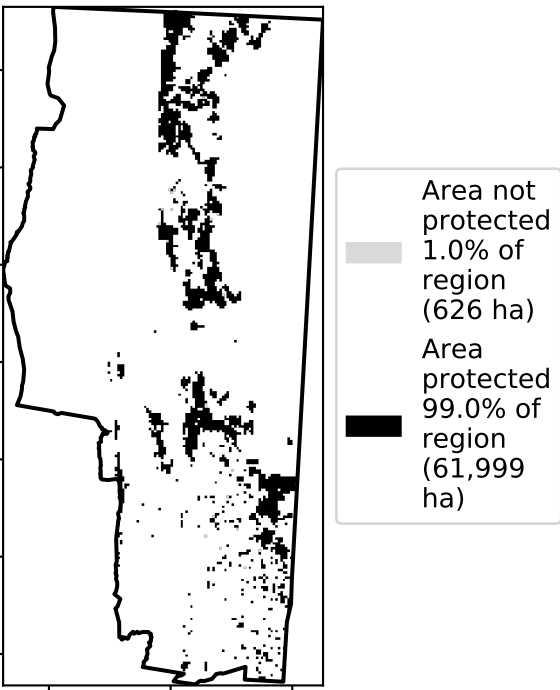 Area not
protected
1.0% of
region
(626 ha)
Area
protected
99.0% of
region
(61,999
ha)